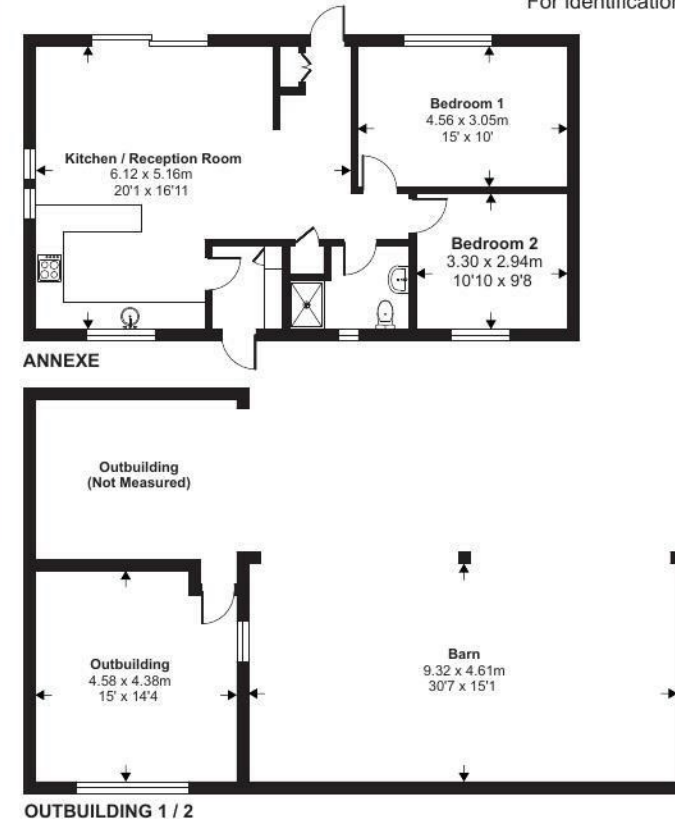 For identification
Bedroom 1
4.56 x 3.05m
15' x 10'
Kitchen / Reception Room
6.12 x 5.16m
20'1 x 16'11
Bedroom 2
3.30 x 2.94m
10'10 x 9'8
ANNEXE
Outbuilding
(Not Measured)
Outbuilding
4.58 x 4.38m
15' x 14'4
Barn
9.32 x 4.61m
30'7 x 15'1
OUTBUILDING 1 / 2